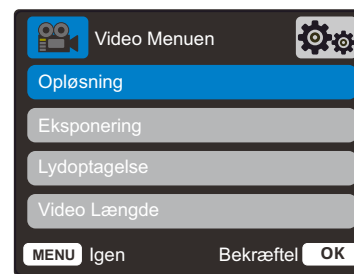 Video Menuen
Opløsning
Eksponering
Lydoptagelse
Video Længde
MENU Igen Bekræftel OK